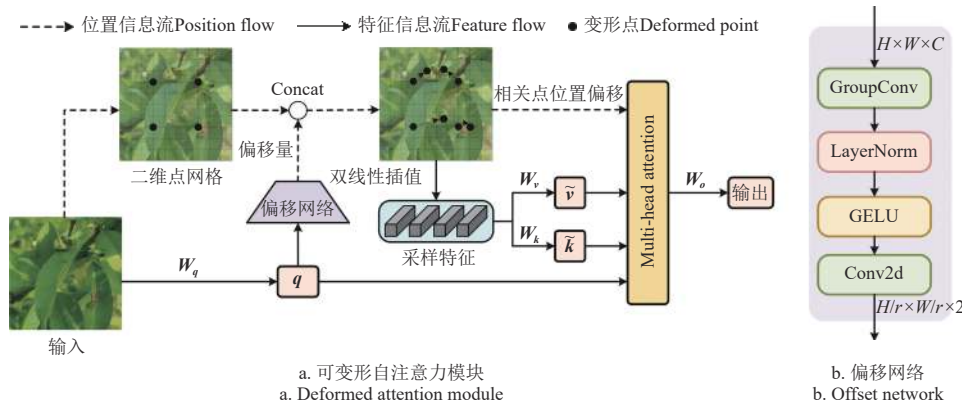 位置信息流Position flow
特征信息流Feature flow
变形点Deformed point
Concat
相关点位置偏移
偏移量
二维点网格
双线性插值
偏移网络
采样特征
W_v
ṽ
W_k
k̃
Multi-head attention
W_o
输出
W_q
q
输入
a. 可变形自注意力模块
a. Deformed attention module
H×W×C
GroupConv
LayerNorm
GELU
Conv2d
H/r×W/r×2
b. 偏移网络
b. Offset network